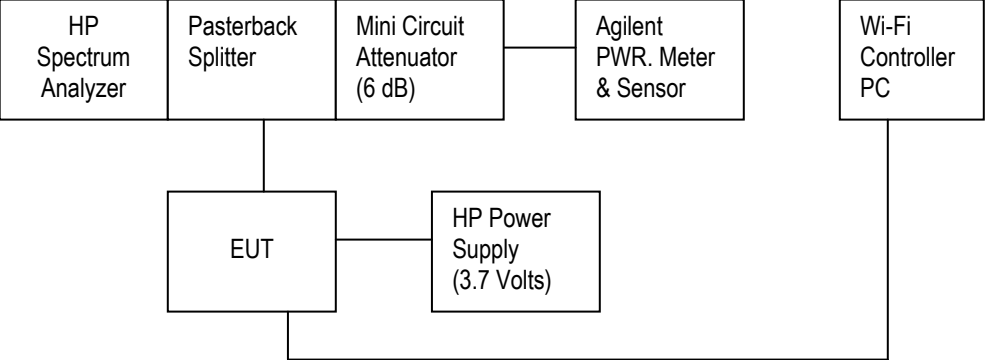 HP
Spectrum
Analyzer
Pasterback
Splitter
Mini Circuit
Attenuator
(6 dB)
Agilent
PWR. Meter
& Sensor
Wi-Fi
Controller
PC
EUT
HP Power
Supply
(3.7 Volts)